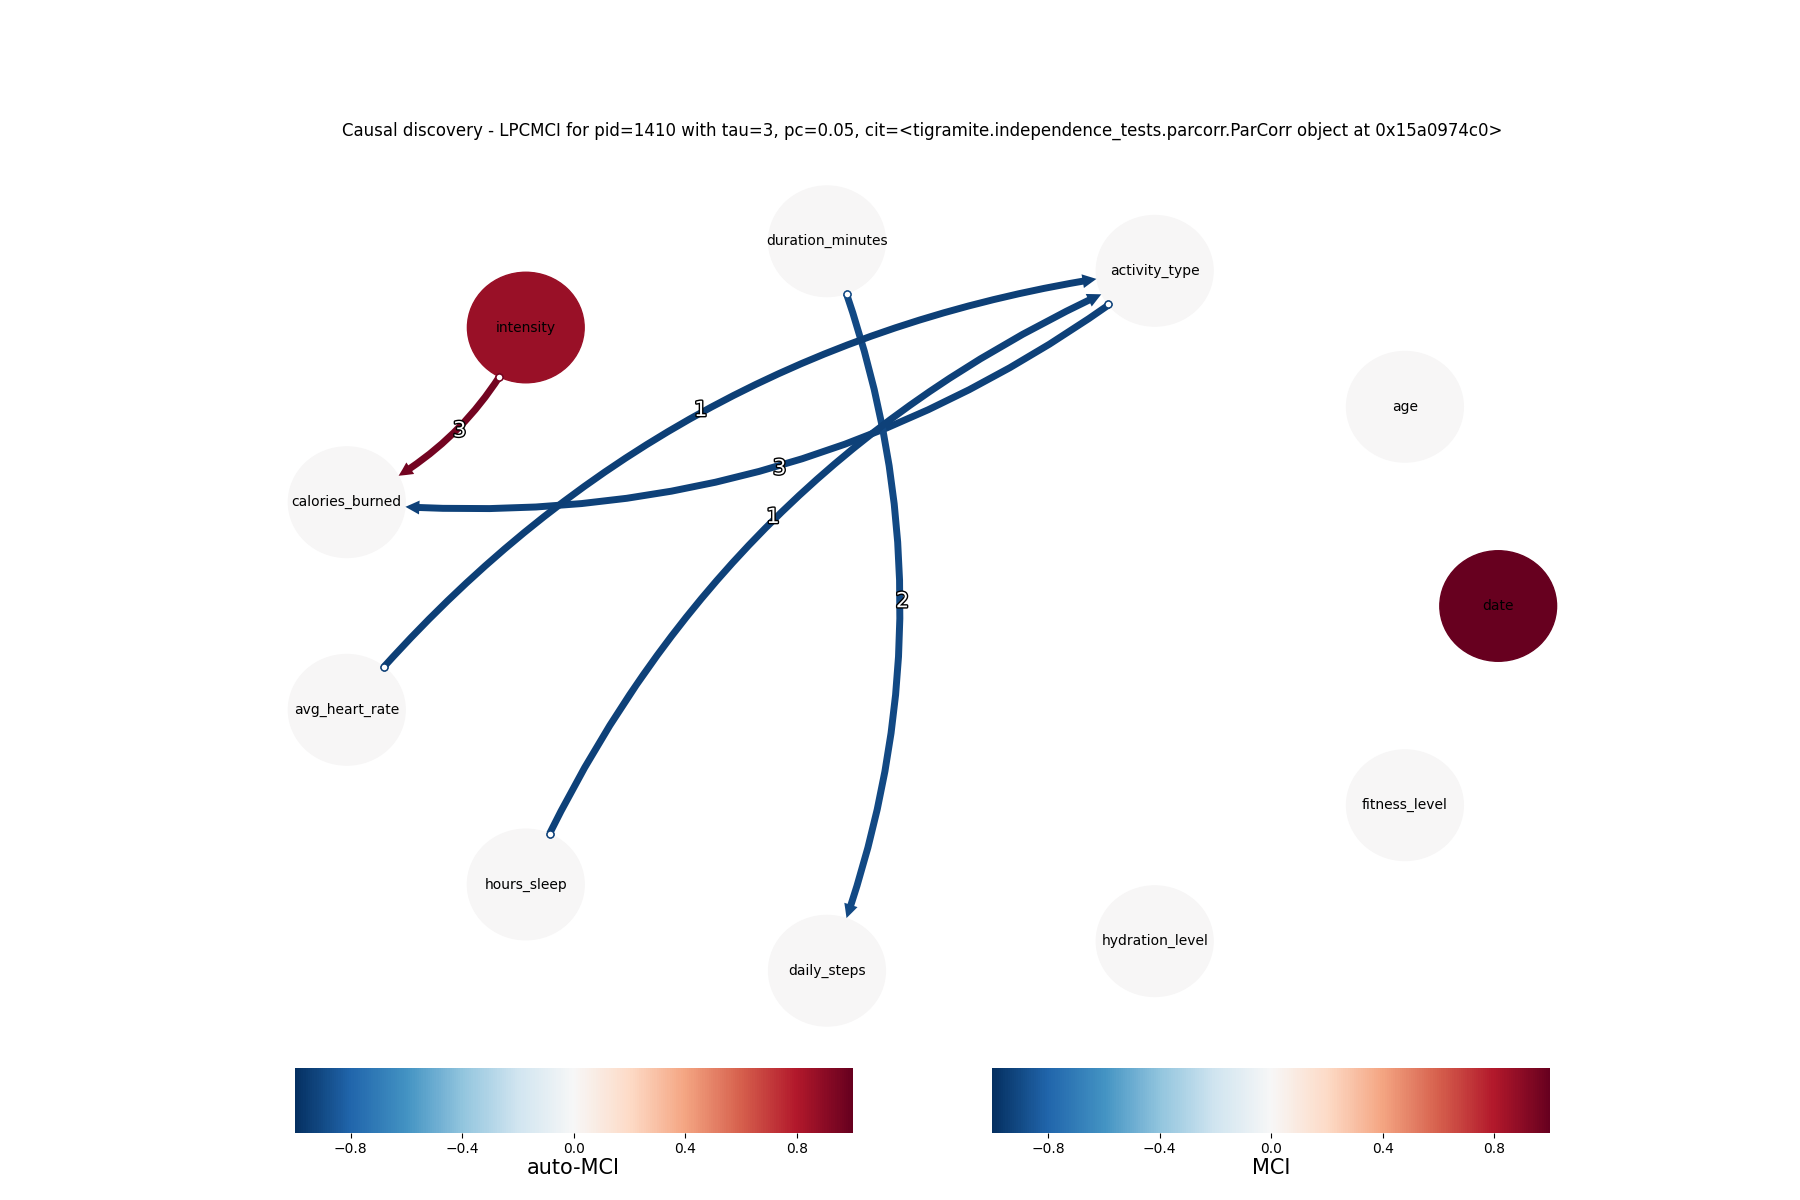 Causal discovery - LPCMCI for pid=1410 with tau=3, pc=0.05, cit=<tigramite.independence_tests.parcorr.ParCorr object at 0x15a0974c0>
duration_minutes
activity_type
intensity
age
1
3
3
calories_burned
1
2
date
avg_heart_rate
fitness_level
hours_sleep
hydration_level
daily_steps
−0.8 −0.4 0.0 0.4 0.8
auto-MCI
−0.8 −0.4 0.0 0.4 0.8
MCI